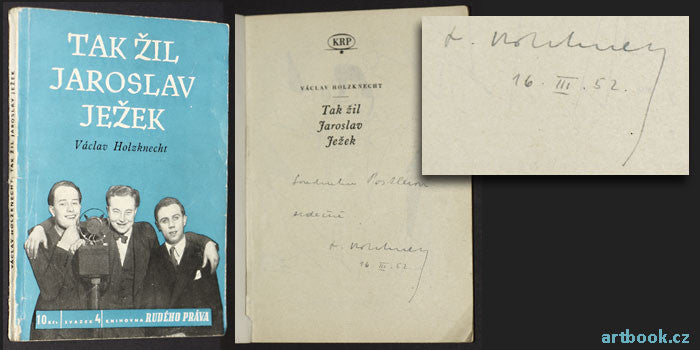 TAK ŽIL
JAROSLAV
JEŽEK
Václav Holzknecht
VÁCLAV HOLZKNECHT: TAK ŽIL JAROSLAV JEŽEK
10 Kčs SVAZEK 4 KNIHOVNA RUDÉHO PRÁVA
KRP
VÁCLAV HOLZKNECHT
Tak žil
Jaroslav
Ježek
srdečně
16. III. 52.
16. III. 52.
artbook.cz